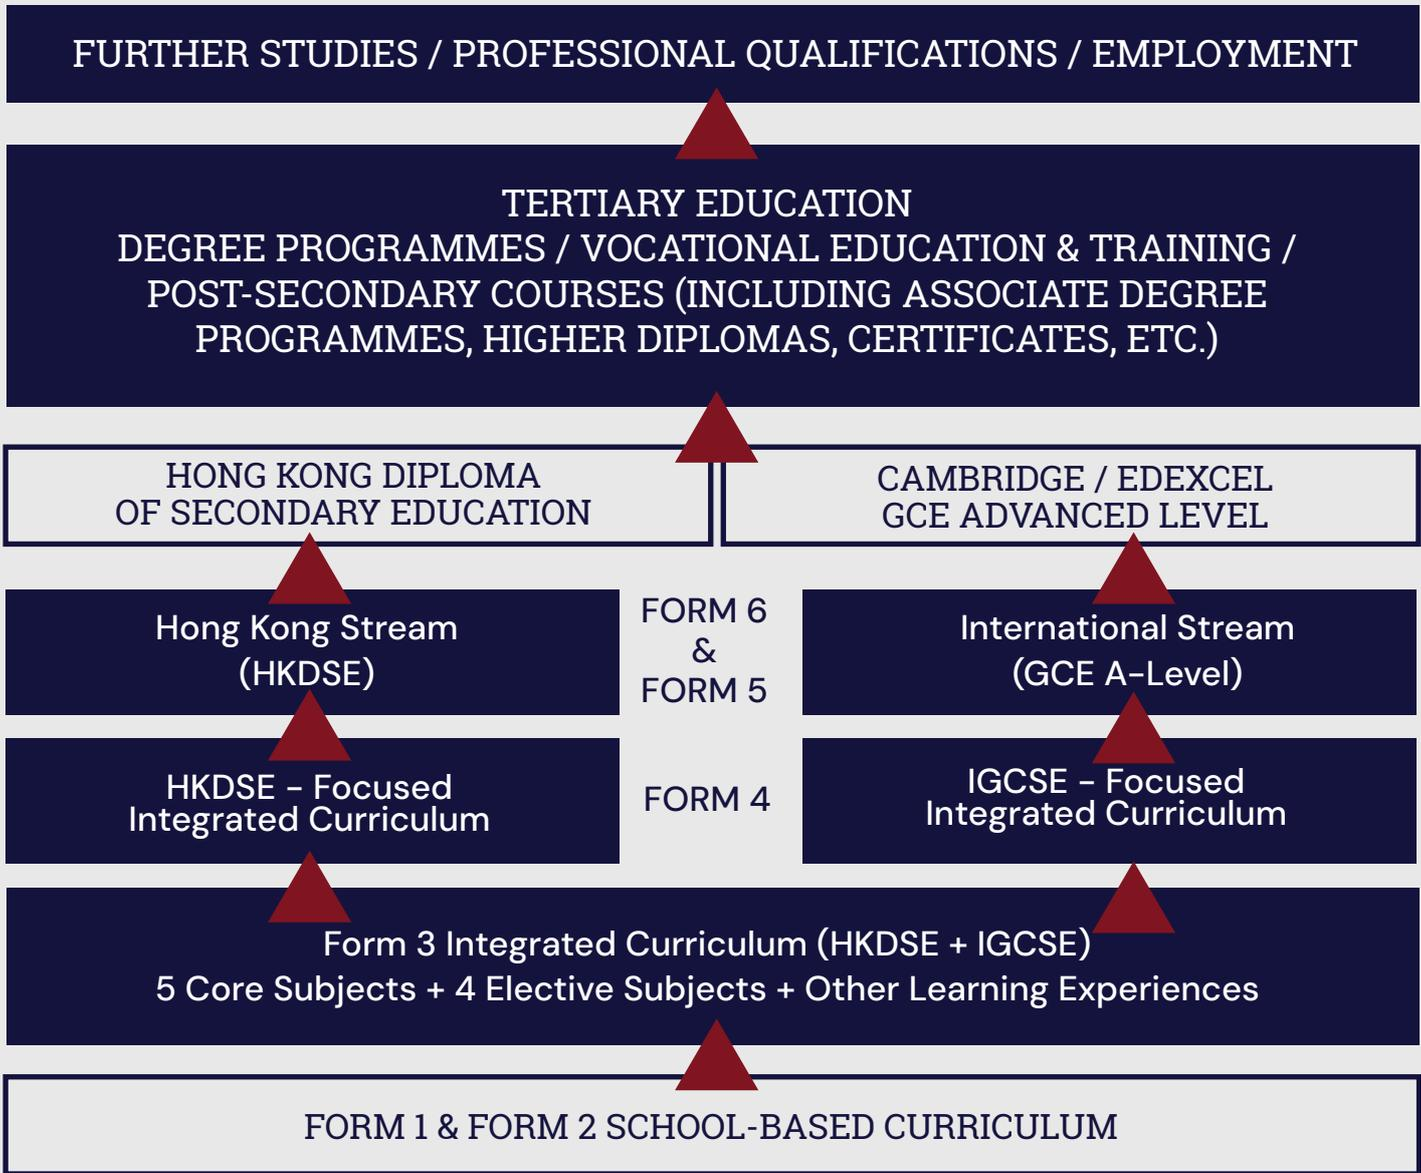 FURTHER STUDIES / PROFESSIONAL QUALIFICATIONS / EMPLOYMENT
TERTIARY EDUCATION
DEGREE PROGRAMMES / VOCATIONAL EDUCATION & TRAINING /
POST-SECONDARY COURSES (INCLUDING ASSOCIATE DEGREE
PROGRAMMES, HIGHER DIPLOMAS, CERTIFICATES, ETC.)
HONG KONG DIPLOMA
OF SECONDARY EDUCATION
CAMBRIDGE / EDEXCEL
GCE ADVANCED LEVEL
Hong Kong Stream
(HKDSE)
FORM 6
&
FORM 5
International Stream
(GCE A-Level)
HKDSE - Focused
Integrated Curriculum
FORM 4
IGCSE - Focused
Integrated Curriculum
Form 3 Integrated Curriculum (HKDSE + IGCSE)
5 Core Subjects + 4 Elective Subjects + Other Learning Experiences
FORM 1 & FORM 2 SCHOOL-BASED CURRICULUM